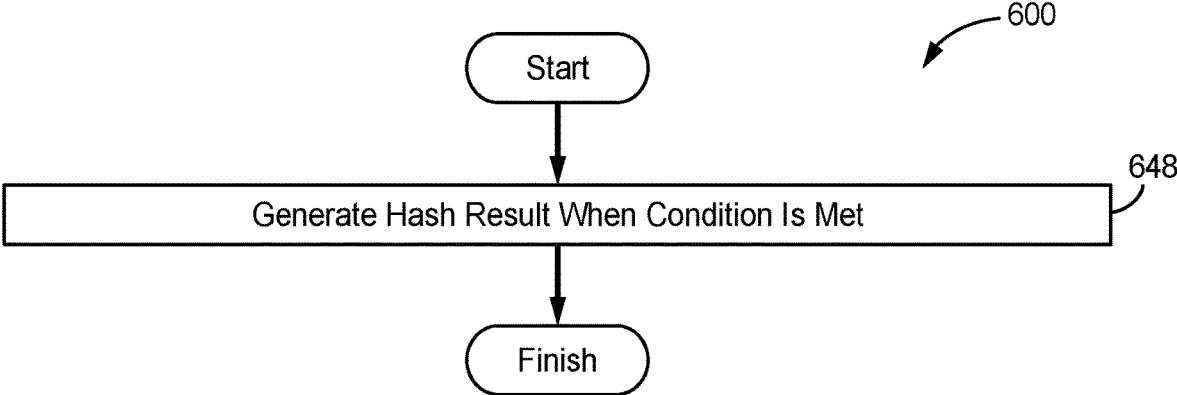 600
Start
648
Generate Hash Result When Condition Is Met
Finish